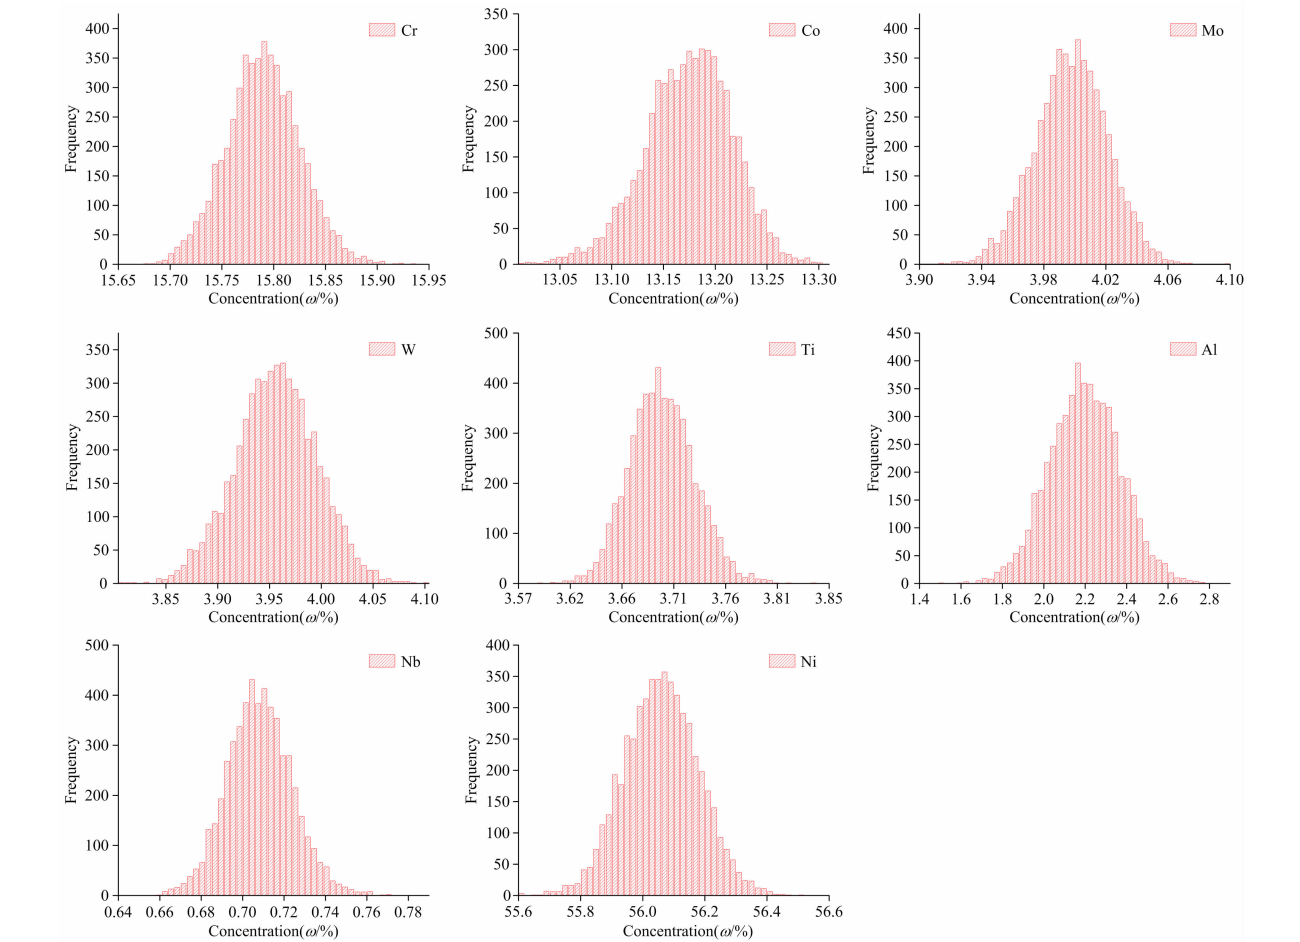 Cr
Frequency
400
350
300
250
200
150
100
50
0
15.65 15.70 15.75 15.80 15.85 15.90 15.95
Concentration(ω/%)
Co
Frequency
350
300
250
200
150
100
50
0
13.05 13.10 13.15 13.20 13.25 13.30
Concentration(ω/%)
Mo
Frequency
400
350
300
250
200
150
100
50
0
3.90 3.94 3.98 4.02 4.06 4.10
Concentration(ω/%)
W
Frequency
350
300
250
200
150
100
50
0
3.85 3.90 3.95 4.00 4.05 4.10
Concentration(ω/%)
Ti
Frequency
500
400
300
200
100
0
3.57 3.62 3.66 3.71 3.76 3.81 3.85
Concentration(ω/%)
Al
Frequency
450
400
350
300
250
200
150
100
50
0
1.4 1.6 1.8 2.0 2.2 2.4 2.6 2.8
Concentration(ω/%)
Nb
Frequency
500
400
300
200
100
0
0.64 0.66 0.68 0.70 0.72 0.74 0.76 0.78
Concentration(ω/%)
Ni
Frequency
400
350
300
250
200
150
100
50
0
55.6 55.8 56.0 56.2 56.4 56.6
Concentration(ω/%)